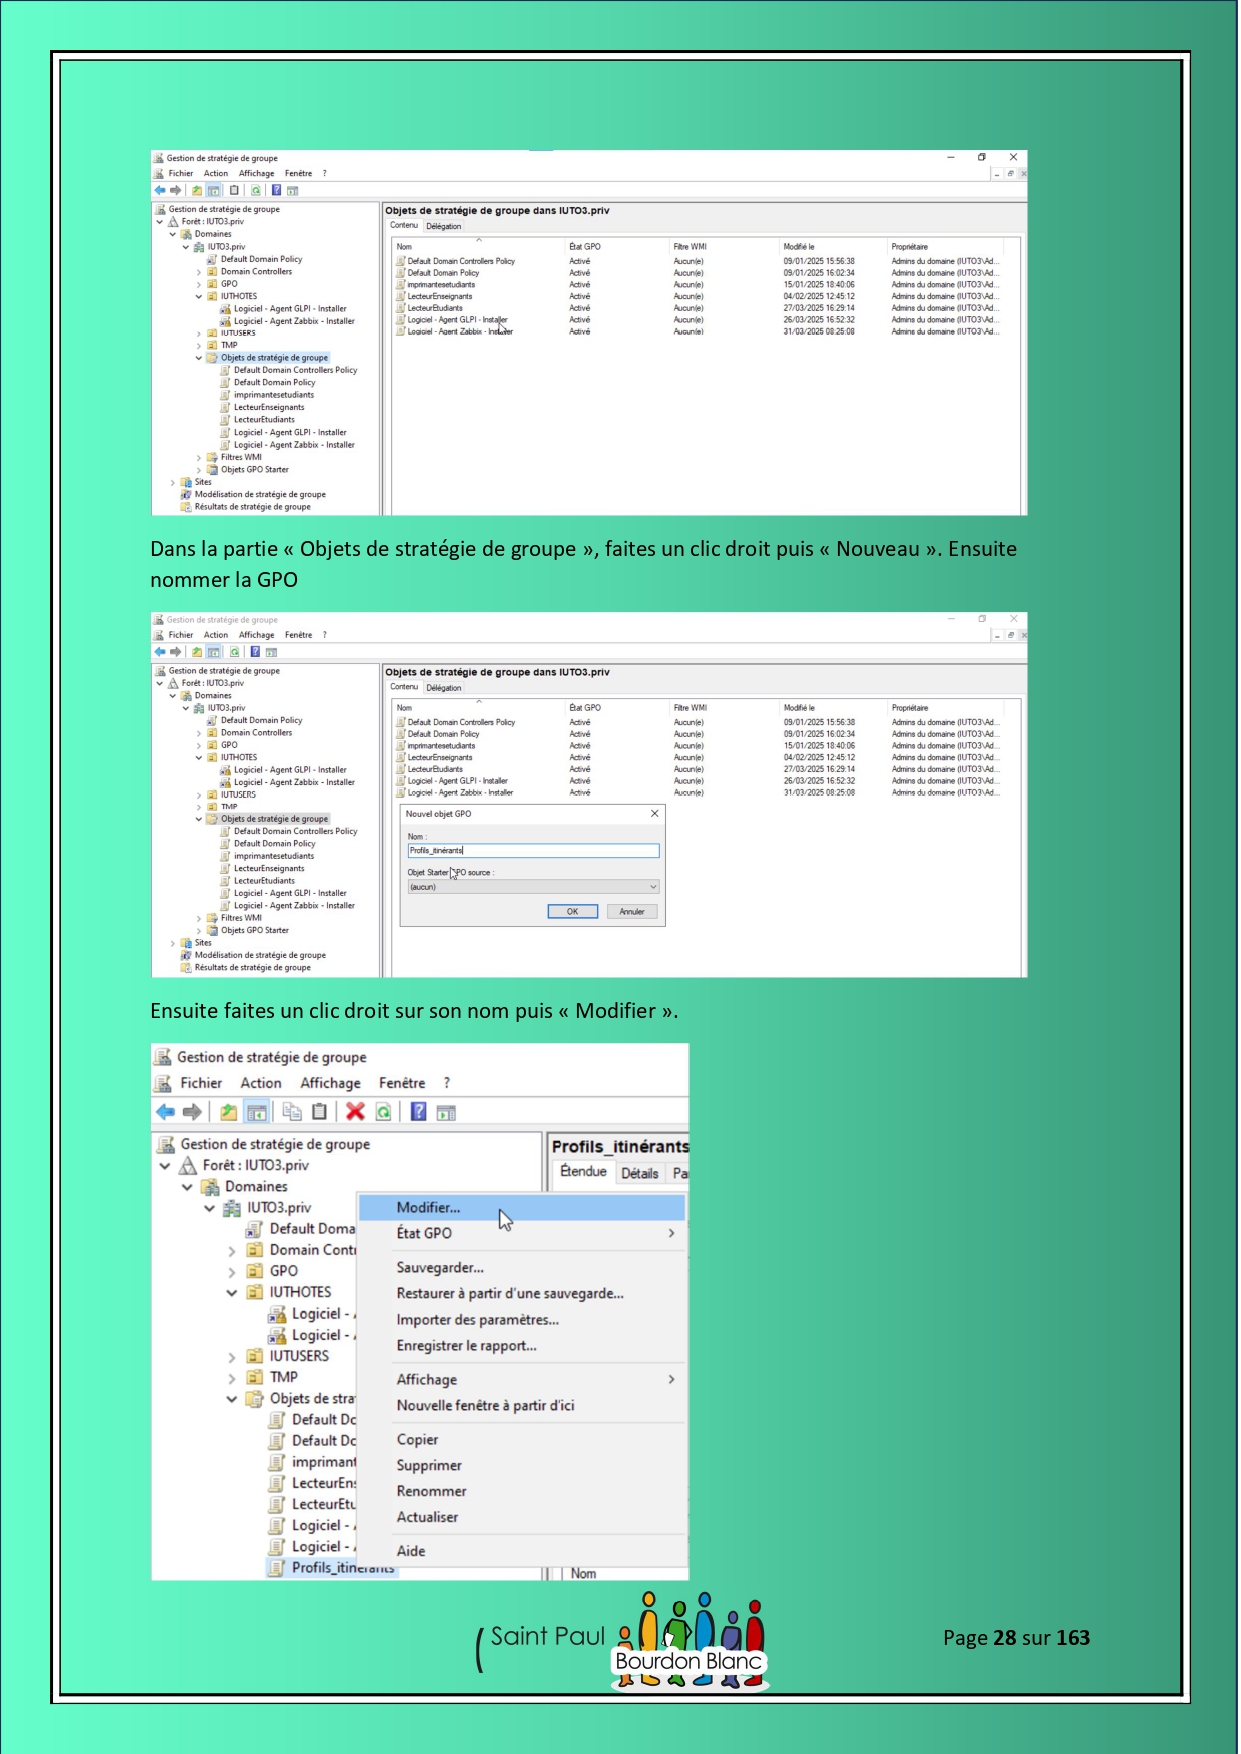 Gestion de stratégie de groupe
Fichier Action Affichage Fenêtre ?
Gestion de stratégie de groupe
Forêt : IUTO3.priv
Domaines
IUTO3.priv
Default Domain Policy
Domain Controllers
GPO
IUTHOTES
Logiciel - Agent GLPI - Installer
Logiciel - Agent Zabbix - Installer
IUTUSERS
TMP
Objets de stratégie de groupe
Default Domain Controllers Policy
Default Domain Policy
imprimantesetudiants
LecteurEnseignants
LecteurEtudiants
Logiciel - Agent GLPI - Installer
Logiciel - Agent Zabbix - Installer
Filtres WMI
Objets GPO Starter
Sites
Modélisation de stratégie de groupe
Résultats de stratégie de groupe
Objets de stratégie de groupe dans IUTO3.priv
Contenu Délégation
Nom État GPO Filtre WMI Modifié le Propriétaire
Default Domain Controllers Policy Activé Aucun(e) 09/01/2025 15:56:38 Admins du domaine (IUTO3\Ad...
Default Domain Policy Activé Aucun(e) 09/01/2025 16:02:34 Admins du domaine (IUTO3\Ad...
imprimantesetudiants Activé Aucun(e) 15/01/2025 18:40:06 Admins du domaine (IUTO3\Ad...
LecteurEnseignants Activé Aucun(e) 04/02/2025 12:45:12 Admins du domaine (IUTO3\Ad...
LecteurEtudiants Activé Aucun(e) 27/03/2025 16:29:14 Admins du domaine (IUTO3\Ad...
Logiciel - Agent GLPI - Installer Activé Aucun(e) 26/03/2025 16:52:32 Admins du domaine (IUTO3\Ad...
Logiciel - Agent Zabbix - Installer Activé Aucun(e) 31/03/2025 08:25:08 Admins du domaine (IUTO3\Ad...
Dans la partie « Objets de stratégie de groupe », faites un clic droit puis « Nouveau ». Ensuite
nommer la GPO
Gestion de stratégie de groupe
Fichier Action Affichage Fenêtre ?
Gestion de stratégie de groupe
Forêt : IUTO3.priv
Domaines
IUTO3.priv
Default Domain Policy
Domain Controllers
GPO
IUTHOTES
Logiciel - Agent GLPI - Installer
Logiciel - Agent Zabbix - Installer
IUTUSERS
TMP
Objets de stratégie de groupe
Default Domain Controllers Policy
Default Domain Policy
imprimantesetudiants
LecteurEnseignants
LecteurEtudiants
Logiciel - Agent GLPI - Installer
Logiciel - Agent Zabbix - Installer
Filtres WMI
Objets GPO Starter
Sites
Modélisation de stratégie de groupe
Résultats de stratégie de groupe
Objets de stratégie de groupe dans IUTO3.priv
Contenu Délégation
Nom État GPO Filtre WMI Modifié le Propriétaire
Default Domain Controllers Policy Activé Aucun(e) 09/01/2025 15:56:38 Admins du domaine (IUTO3\Ad...
Default Domain Policy Activé Aucun(e) 09/01/2025 16:02:34 Admins du domaine (IUTO3\Ad...
imprimantesetudiants Activé Aucun(e) 15/01/2025 18:40:06 Admins du domaine (IUTO3\Ad...
LecteurEnseignants Activé Aucun(e) 04/02/2025 12:45:12 Admins du domaine (IUTO3\Ad...
LecteurEtudiants Activé Aucun(e) 27/03/2025 16:29:14 Admins du domaine (IUTO3\Ad...
Logiciel - Agent GLPI - Installer Activé Aucun(e) 26/03/2025 16:52:32 Admins du domaine (IUTO3\Ad...
Logiciel - Agent Zabbix - Installer Activé Aucun(e) 31/03/2025 08:25:08 Admins du domaine (IUTO3\Ad...
Nouvel objet GPO
Nom :
Profils_itinérants
Objet Starter GPO source :
(aucun)
OK Annuler
Ensuite faites un clic droit sur son nom puis « Modifier ».
Gestion de stratégie de groupe
Fichier Action Affichage Fenêtre ?
Gestion de stratégie de groupe
Forêt : IUTO3.priv
Domaines
IUTO3.priv
Default Doma
Domain Contr
GPO
IUTHOTES
Logiciel - A
Logiciel - A
IUTUSERS
TMP
Objets de stra
Default Do
Default Do
impriman
LecteurEns
LecteurEtu
Logiciel - A
Logiciel - A
Profils_itinérants
Profils_itinérants
Étendue Détails Pa
Modifier...
État GPO
Sauvegarder...
Restaurer à partir d'une sauvegarde...
Importer des paramètres...
Enregistrer le rapport...
Affichage
Nouvelle fenêtre à partir d'ici
Copier
Supprimer
Renommer
Actualiser
Aide
Nom
Saint Paul
Bourdon Blanc
Page 28 sur 163